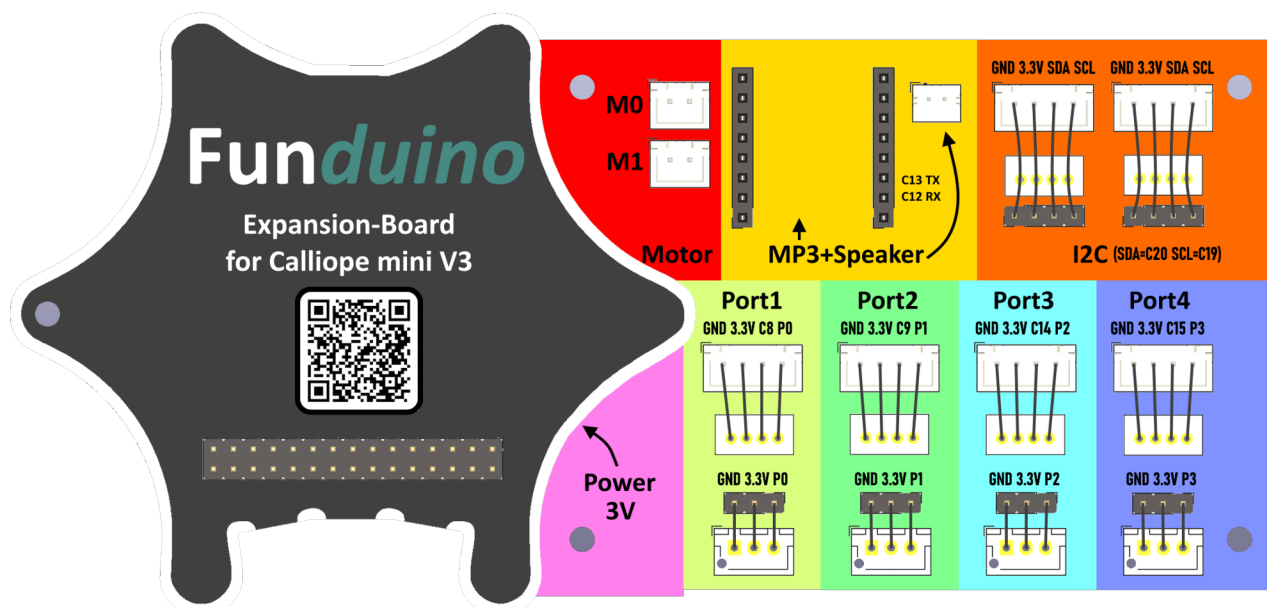 Funduino
Expansion-Board
for Calliope mini V3
M0
M1
Motor
C13 TX
C12 RX
MP3+Speaker
GND 3.3V SDA SCL
GND 3.3V SDA SCL
I2C (SDA=C20 SCL=C19)
Power
3V
Port1
GND 3.3V C8 P0
GND 3.3V P0
Port2
GND 3.3V C9 P1
GND 3.3V P1
Port3
GND 3.3V C14 P2
GND 3.3V P2
Port4
GND 3.3V C15 P3
GND 3.3V P3